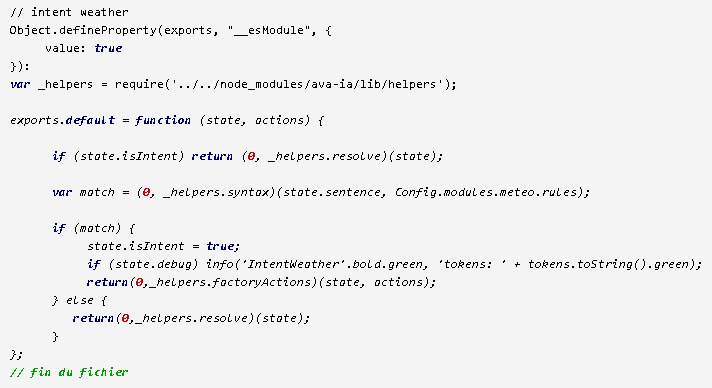 // intent weather
Object.defineProperty(exports, "__esModule", {
     value: true
}):
var _helpers = require('../../node_modules/ava-ia/lib/helpers');

exports.default = function (state, actions) {

      if (state.isIntent) return (0, _helpers.resolve)(state);

      var match = (0, _helpers.syntax)(state.sentence, Config.modules.meteo.rules);

      if (match) {
           state.isIntent = true;
           if (state.debug) info('IntentWeather'.bold.green, 'tokens: ' + tokens.toString().green);
           return(0,_helpers.factoryActions)(state, actions);
      } else {
         return(0,_helpers.resolve)(state);
      }
};
// fin du fichier